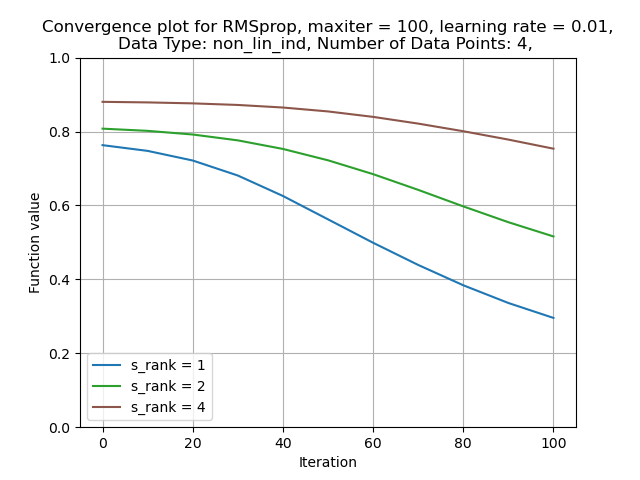 Convergence plot for RMSprop, maxiter = 100, learning rate = 0.01,
Data Type: non_lin_ind, Number of Data Points: 4,
1.0
0.8
0.6
0.4
0.2
0.0
Function value
s_rank = 1
s_rank = 2
s_rank = 4
0 20 40 60 80 100
Iteration